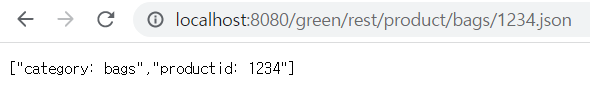 localhost:8080/green/rest/product/bags/1234.json
["category: bags","productid: 1234"]